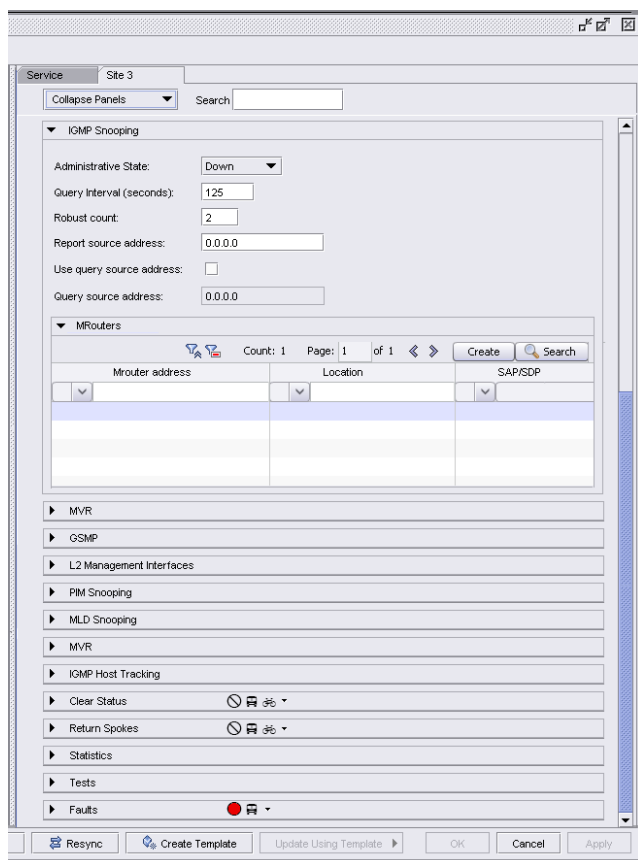 Service Site 3
Collapse Panels Search
IGMP Snooping
Administrative State: Down
Query Interval (seconds): 125
Robust count: 2
Report source address: 0.0.0.0
Use query source address:
Query source address: 0.0.0.0
MRouters
Count: 1 Page: 1 of 1 Create Search
Mrouter address Location SAP/SDP
MVR
GSMP
L2 Management Interfaces
PIM Snooping
MLD Snooping
MVR
IGMP Host Tracking
Clear Status
Return Spokes
Statistics
Tests
Faults
Resync Create Template Update Using Template OK Cancel Apply